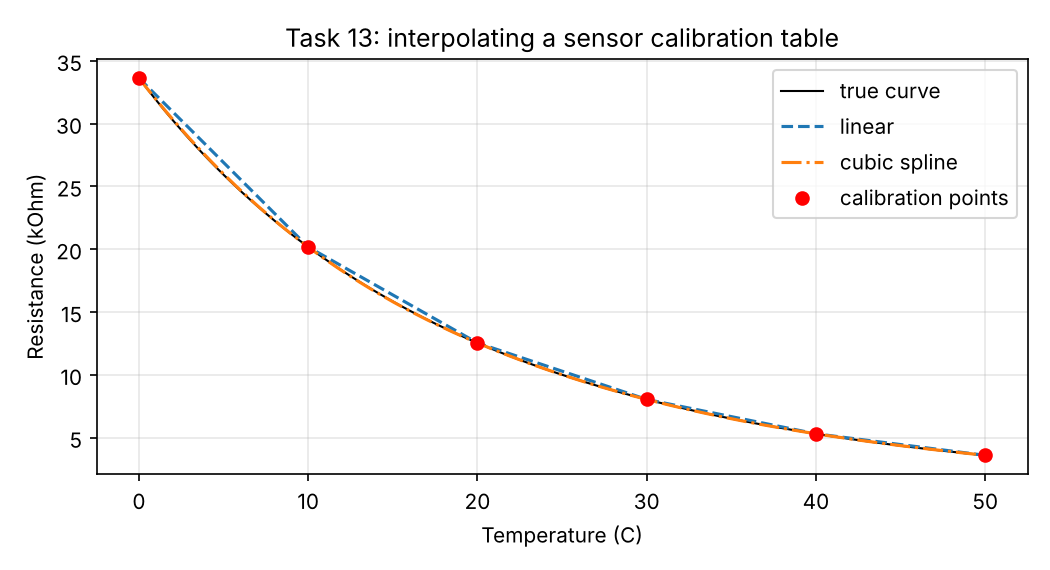 Task 13: interpolating a sensor calibration table
35
30
25
20
15
10
5
Resistance (kOhm)
true curve
linear
cubic spline
calibration points
0 10 20 30 40 50
Temperature (C)